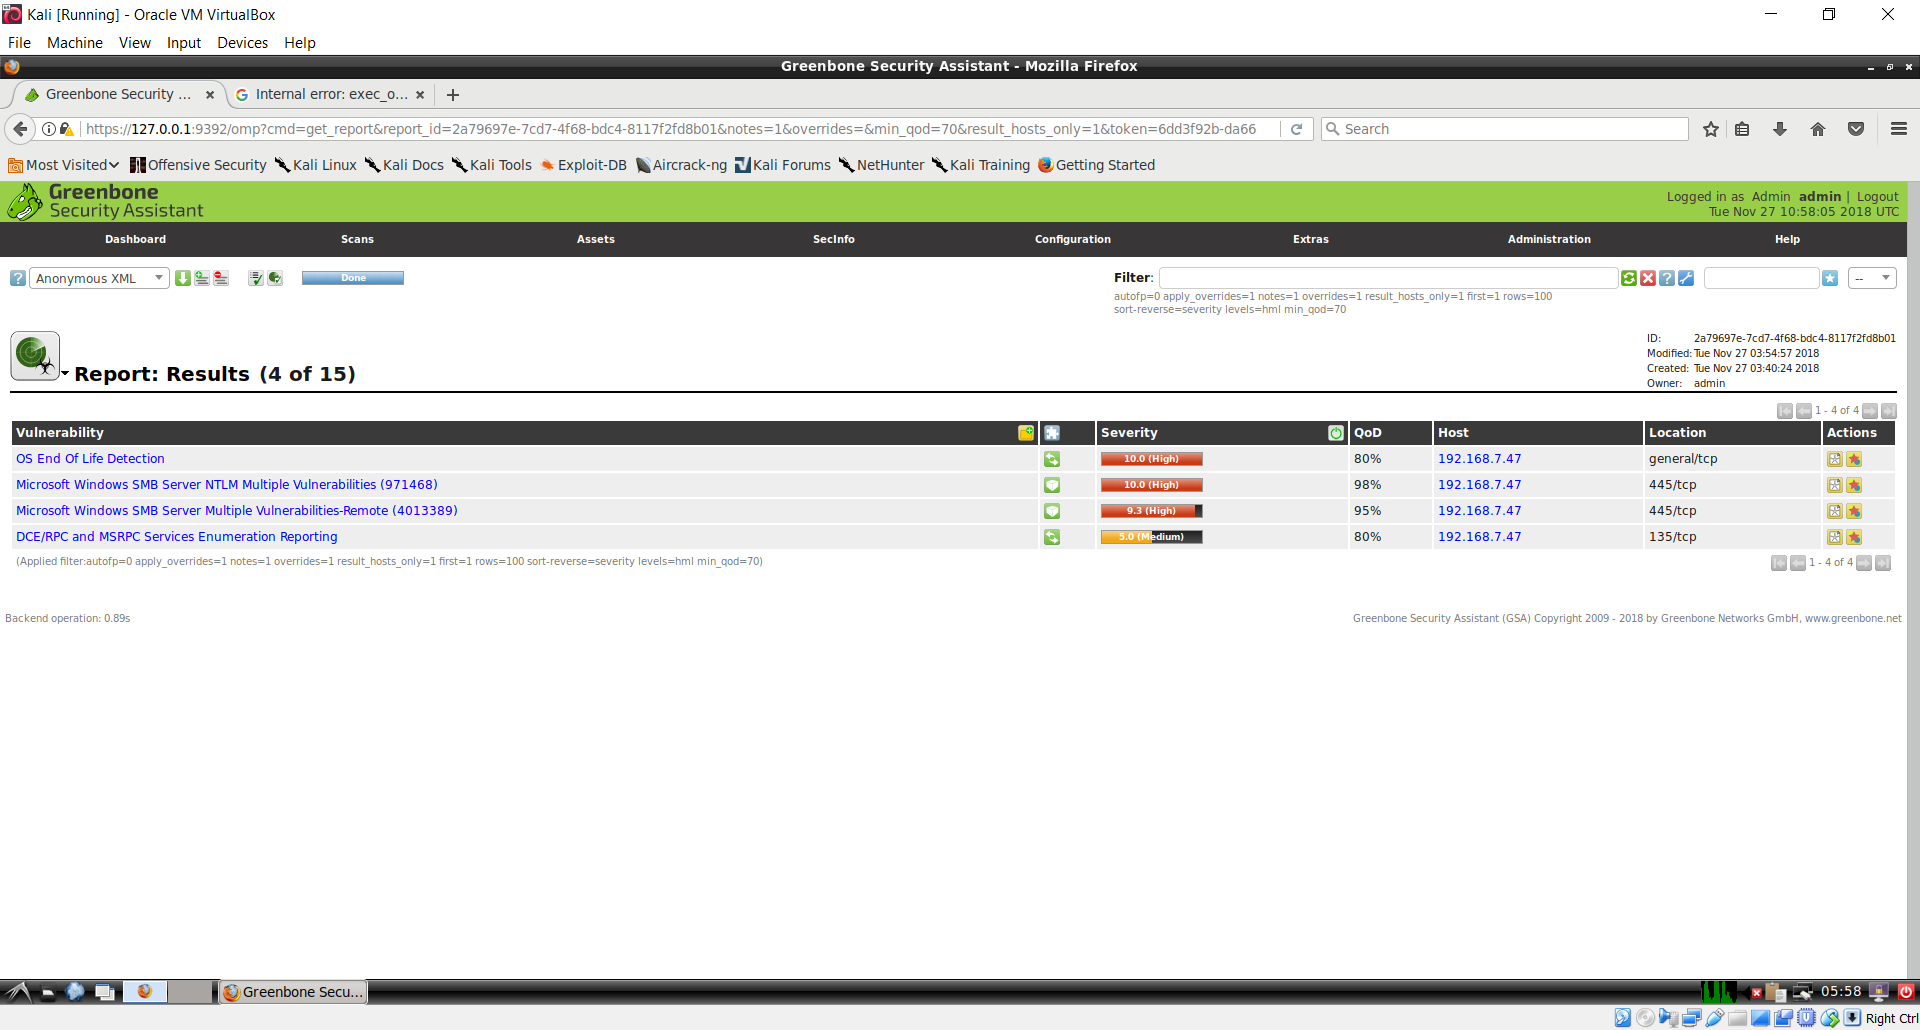 Kali [Running] - Oracle VM VirtualBox
File Machine View Input Devices Help
Greenbone Security Assistant - Mozilla Firefox
Greenbone Security ... Internal error: exec_o...
https://127.0.0.1:9392/omp?cmd=get_report&report_id=2a79697e-7cd7-4f68-bdc4-8117f2fd8b01&notes=1&overrides=&min_qod=70&result_hosts_only=1&token=6dd3f92b-da66 Search
Most Visited Offensive Security Kali Linux Kali Docs Kali Tools Exploit-DB Aircrack-ng Kali Forums NetHunter Kali Training Getting Started
Greenbone
Security Assistant
Logged in as Admin admin | Logout
Tue Nov 27 10:58:05 2018 UTC
Dashboard Scans Assets SecInfo Configuration Extras Administration Help
Anonymous XML Done Filter: --
autofp=0 apply_overrides=1 notes=1 overrides=1 result_hosts_only=1 first=1 rows=100
sort-reverse=severity levels=hml min_qod=70
Report: Results (4 of 15)
ID: 2a79697e-7cd7-4f68-bdc4-8117f2fd8b01
Modified: Tue Nov 27 03:54:57 2018
Created: Tue Nov 27 03:40:24 2018
Owner: admin
1 - 4 of 4
Vulnerability Severity QoD Host Location Actions
OS End Of Life Detection 10.0 (High) 80% 192.168.7.47 general/tcp
Microsoft Windows SMB Server NTLM Multiple Vulnerabilities (971468) 10.0 (High) 98% 192.168.7.47 445/tcp
Microsoft Windows SMB Server Multiple Vulnerabilities-Remote (4013389) 9.3 (High) 95% 192.168.7.47 445/tcp
DCE/RPC and MSRPC Services Enumeration Reporting 5.0 (Medium) 80% 192.168.7.47 135/tcp
(Applied filter:autofp=0 apply_overrides=1 notes=1 overrides=1 result_hosts_only=1 first=1 rows=100 sort-reverse=severity levels=hml min_qod=70) 1 - 4 of 4
Backend operation: 0.89s Greenbone Security Assistant (GSA) Copyright 2009 - 2018 by Greenbone Networks GmbH, www.greenbone.net
Greenbone Secu... 05:58
Right Ctrl